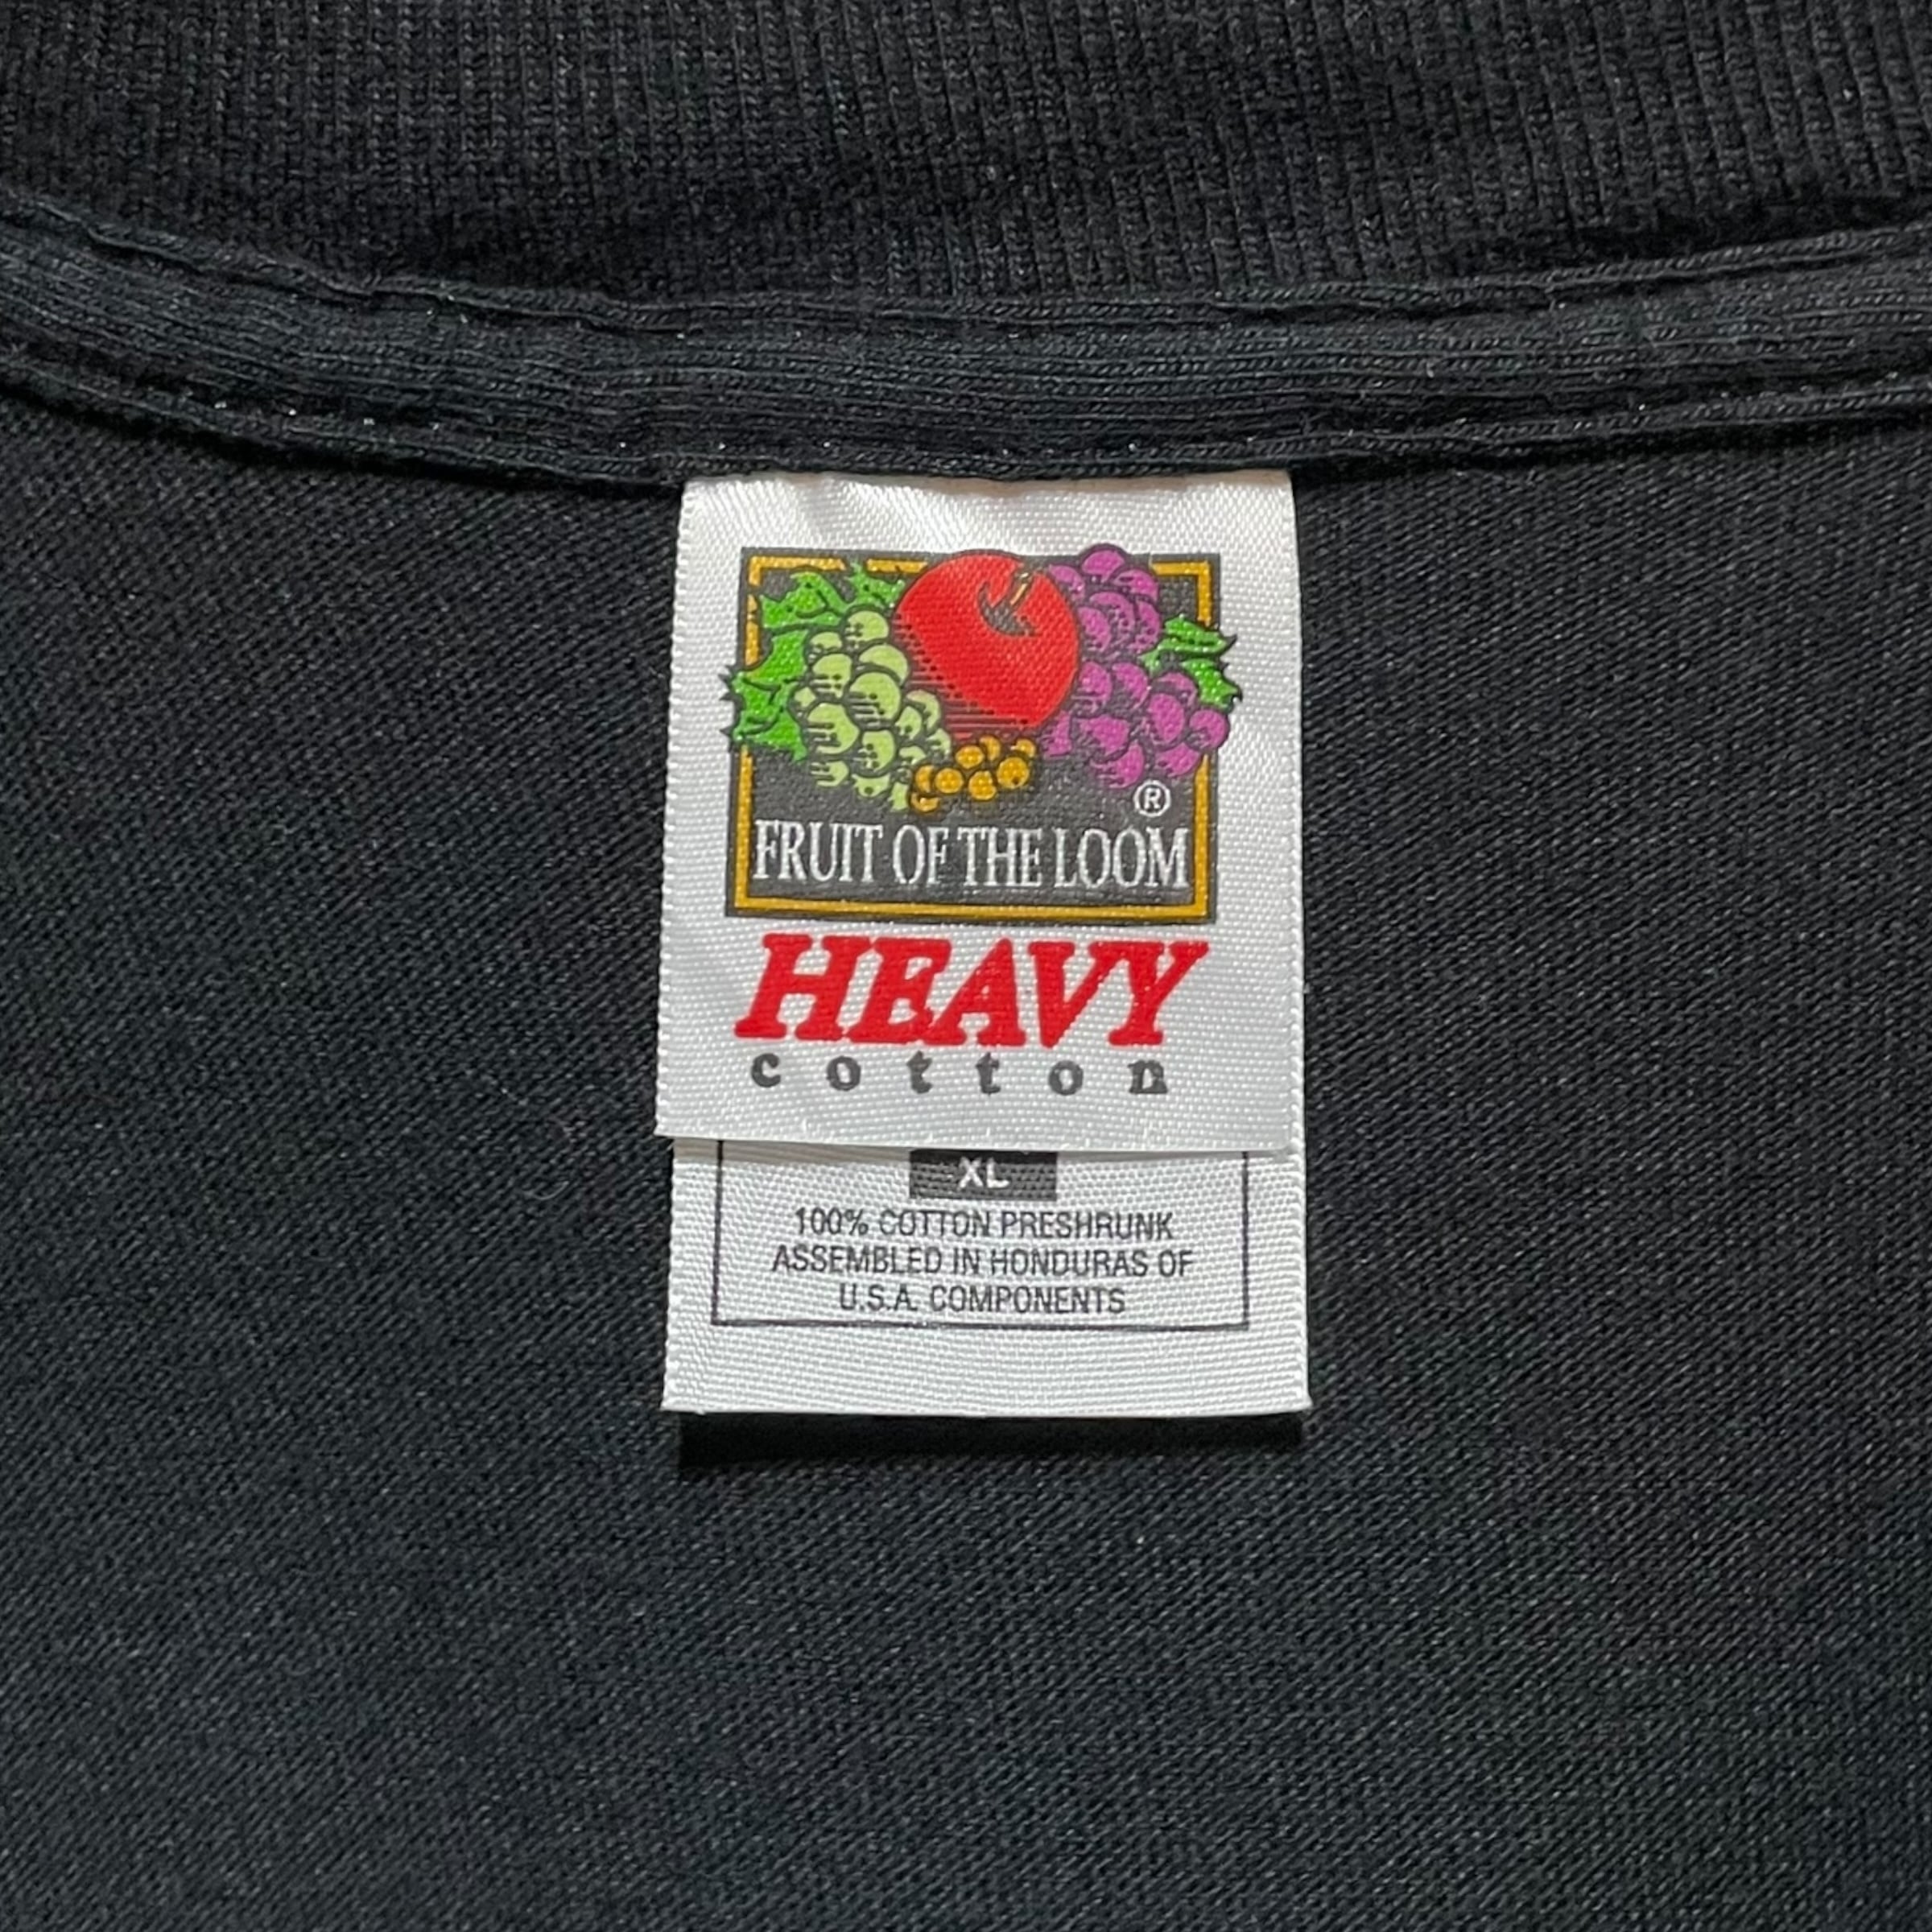 ®
FRUIT OF THE LOOM
HEAVY
cotton
XL
100% COTTON PRESHRUNK
ASSEMBLED IN HONDURAS OF
U.S.A. COMPONENTS